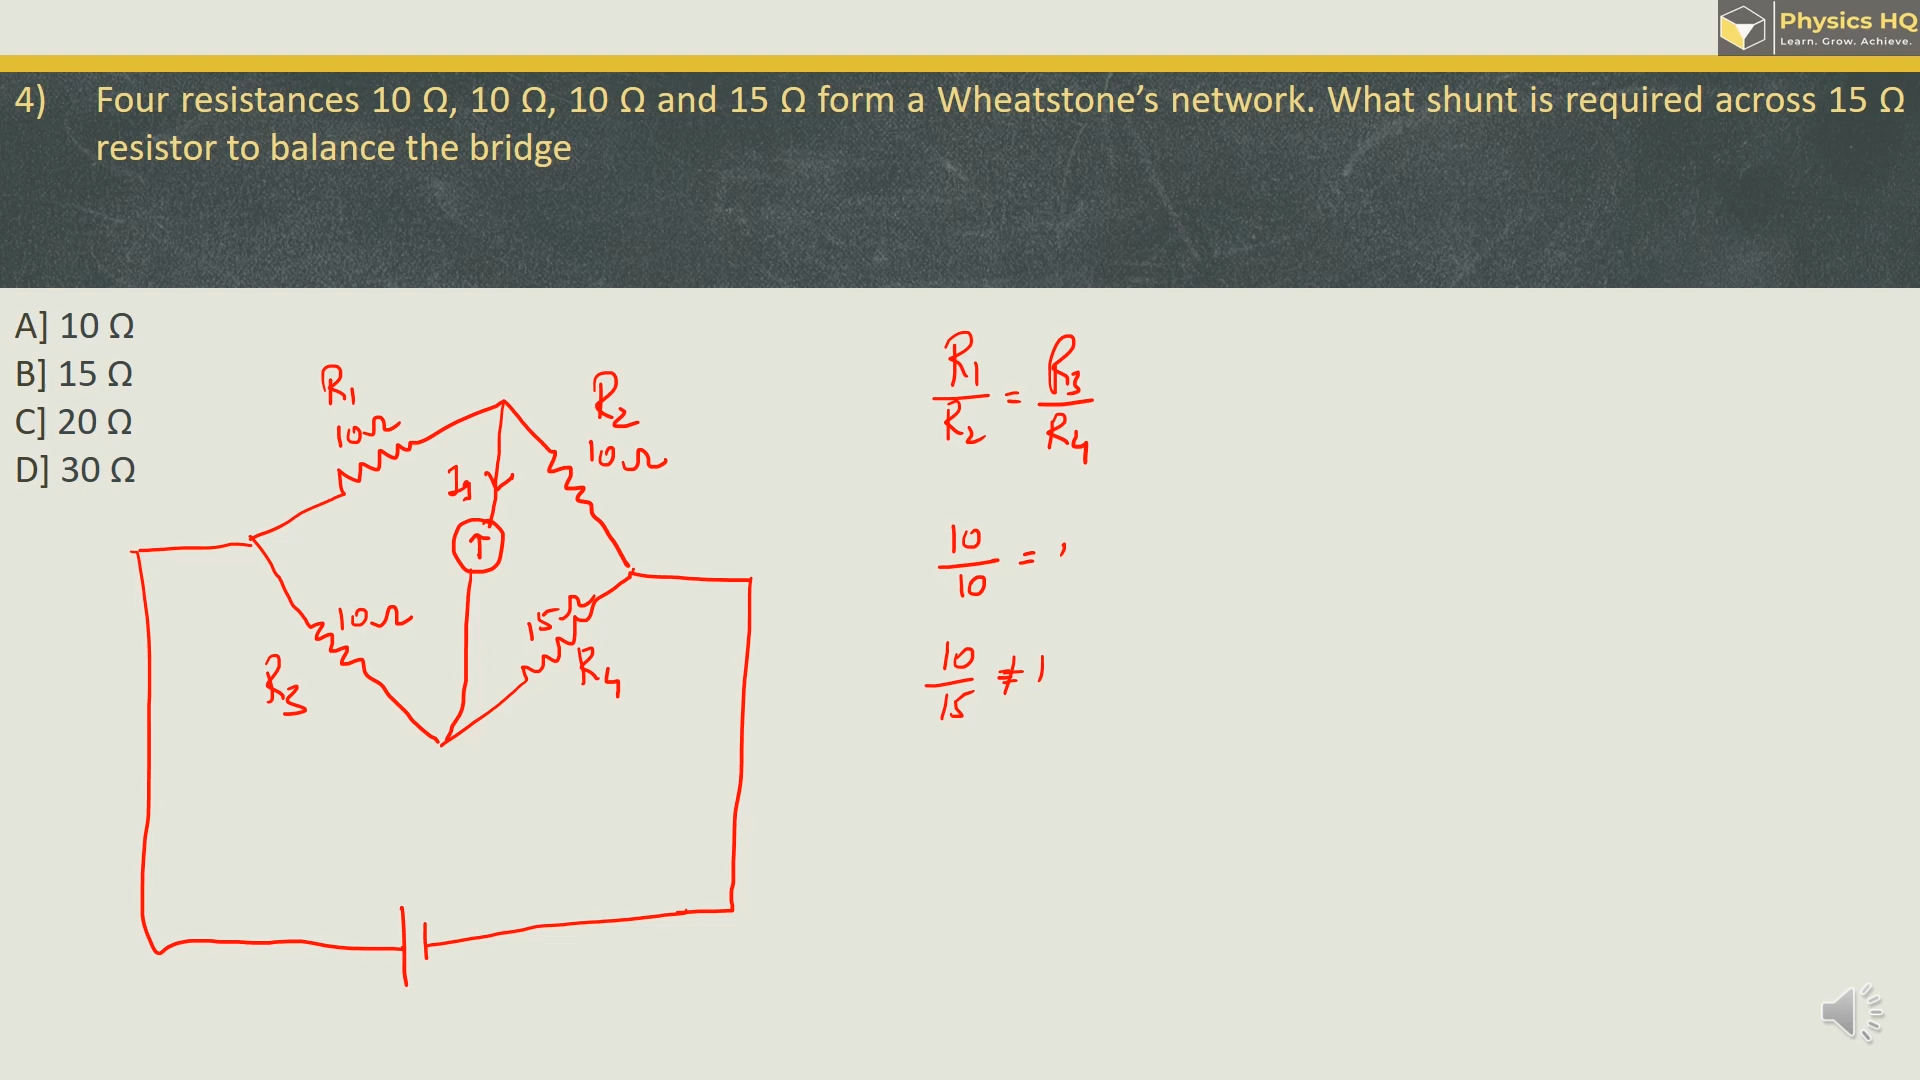 Physics HQ
Learn. Grow. Achieve.
4) Four resistances 10 Ω, 10 Ω, 10 Ω and 15 Ω form a Wheatstone’s network. What shunt is required across 15 Ω
resistor to balance the bridge
A] 10 Ω
B] 15 Ω
C] 20 Ω
D] 30 Ω
R1
10Ω
R2
10Ω
Ig
↑
10Ω
R3
15Ω
R4
R1/R2 = R3/R4
10/10 = 1
10/15 ≠ 1